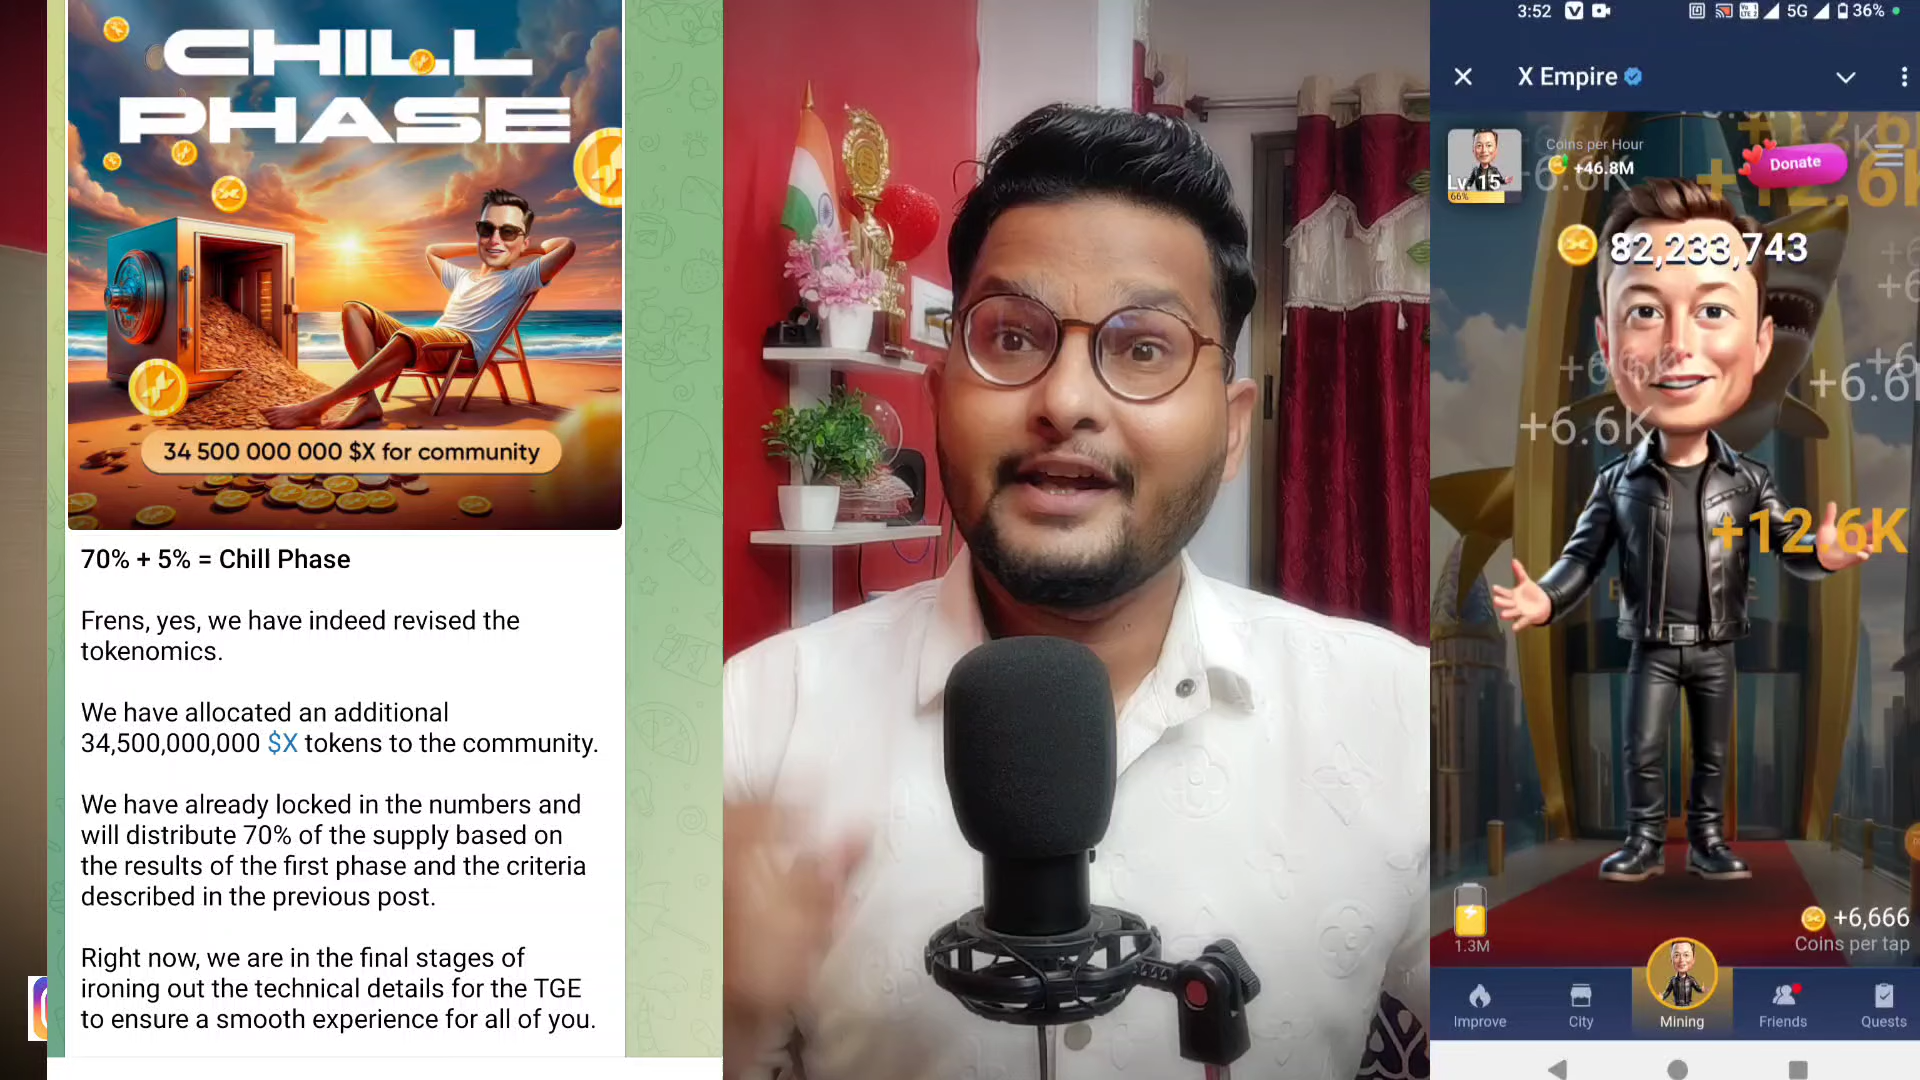 CHILL
PHASE
34 500 000 000 $X for community
70% + 5% = Chill Phase
Frens, yes, we have indeed revised the
tokenomics.
We have allocated an additional
34,500,000,000 $X tokens to the community.
We have already locked in the numbers and
will distribute 70% of the supply based on
the results of the first phase and the criteria
described in the previous post.
Right now, we are in the final stages of
ironing out the technical details for the TGE
to ensure a smooth experience for all of you.
3:52
5G
36%
X Empire
Coins per Hour
+46.8M
Lv. 15
66%
Donate
82,233,743
+6.6K
+12.6K
1.3M
+6,666
Coins per tap
Improve
City
Mining
Friends
Quests